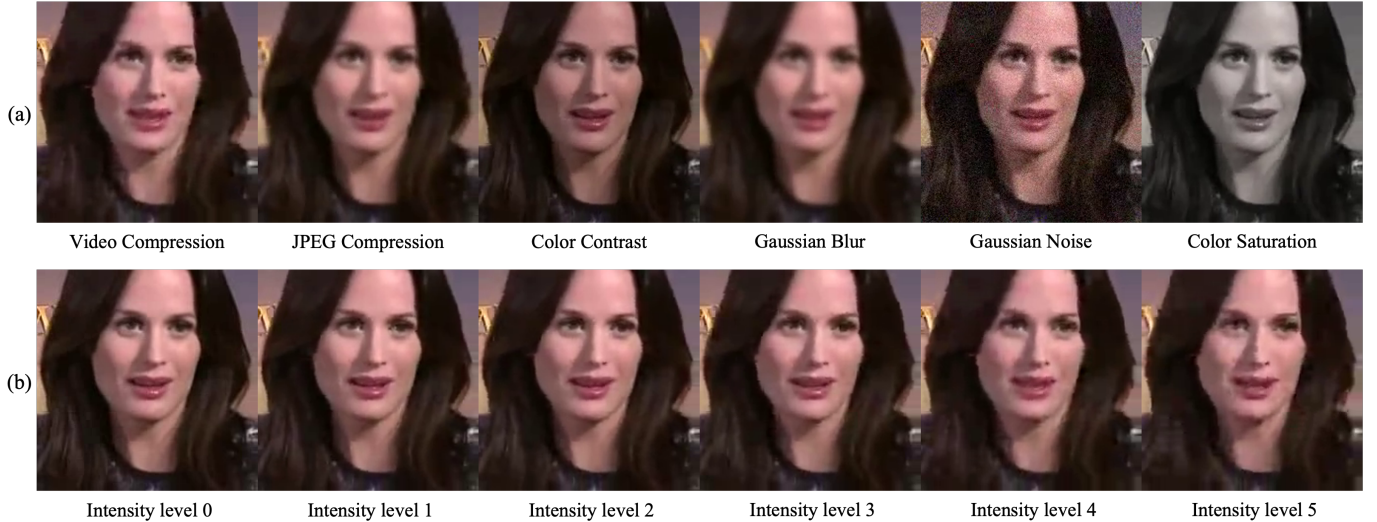 (a)
Video Compression
JPEG Compression
Color Contrast
Gaussian Blur
Gaussian Noise
Color Saturation
(b)
Intensity level 0
Intensity level 1
Intensity level 2
Intensity level 3
Intensity level 4
Intensity level 5